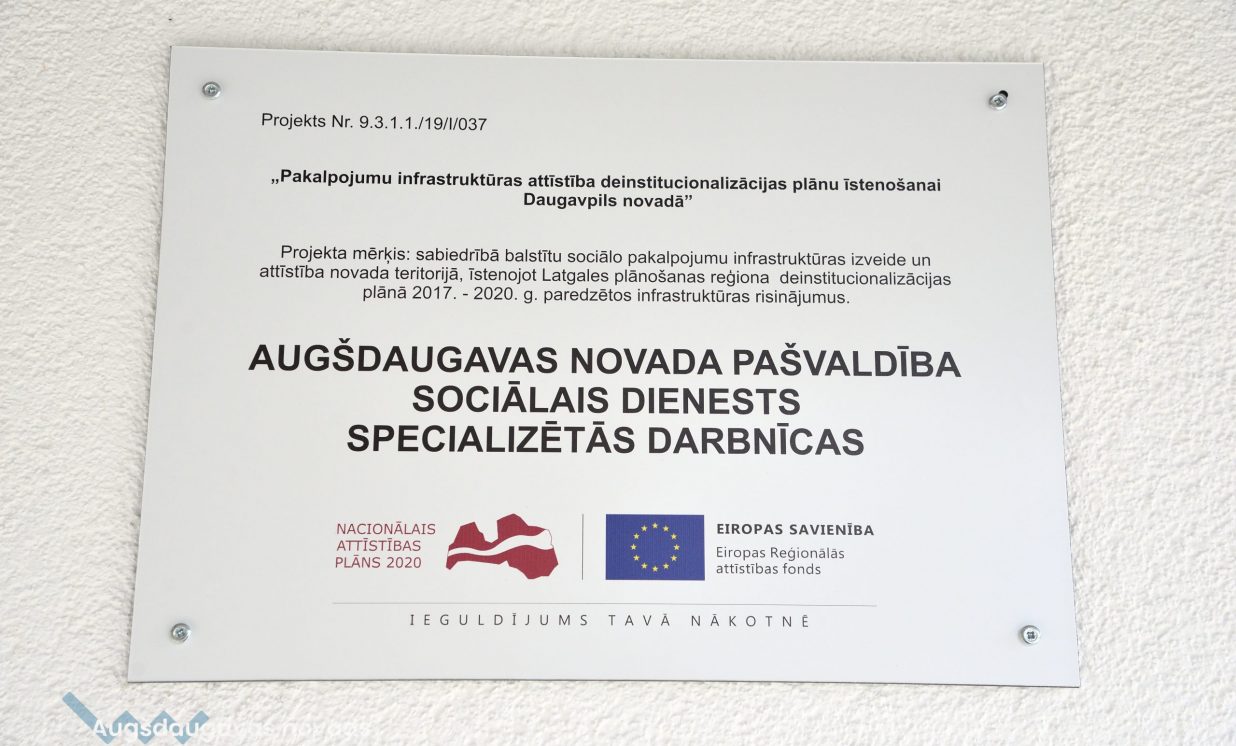 Projekts Nr. 9.3.1.1./19/I/037
„Pakalpojumu infrastruktūras attīstība deinstitucionalizācijas plānu īstenošanai
Daugavpils novadā”
Projekta mērķis: sabiedrībā balstītu sociālo pakalpojumu infrastruktūras izveide un
attīstība novada teritorijā, īstenojot Latgales plānošanas reģiona deinstitucionalizācijas
plānā 2017. - 2020. g. paredzētos infrastruktūras risinājumus.
AUGŠDAUGAVAS NOVADA PAŠVALDĪBA
SOCIĀLAIS DIENESTS
SPECIALIZĒTĀS DARBNĪCAS
NACIONĀLAIS
ATTĪSTĪBAS
PLĀNS 2020
EIROPAS SAVIENĪBA
Eiropas Reģionālās
attīstības fonds
IEGULDĪJUMS TAVĀ NĀKOTNĒ
Augsdaugavas novads